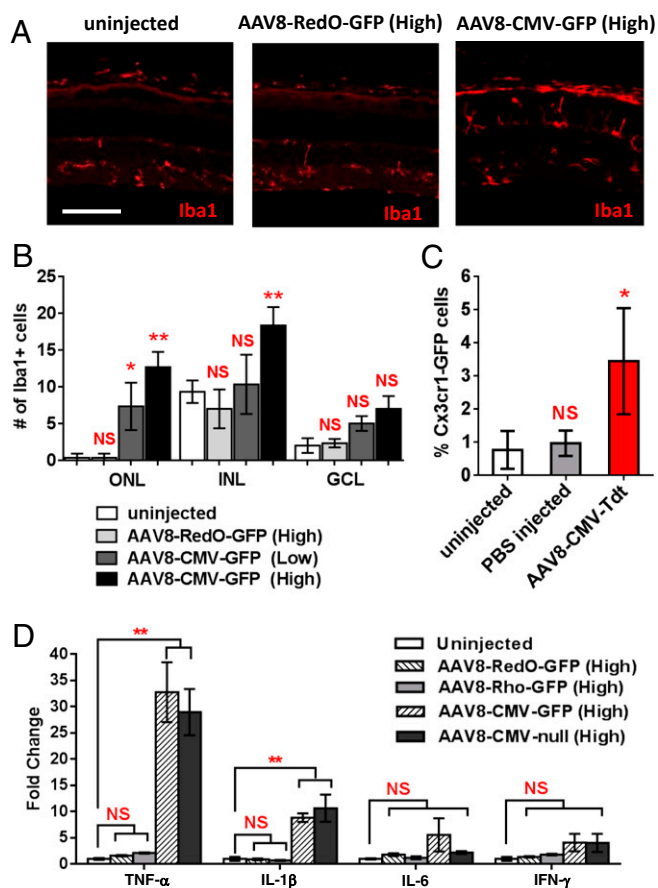 A
uninjected
AAV8-RedO-GFP (High)
AAV8-CMV-GFP (High)
Iba1
Iba1
Iba1
B
# of Iba1+ cells
25
20
15
10
5
0
NS
*
**
NS
NS
**
NS
NS
NS
ONL
INL
GCL
uninjected
AAV8-RedO-GFP (High)
AAV8-CMV-GFP (Low)
AAV8-CMV-GFP (High)
C
% Cx3cr1-GFP cells
6
5
4
3
2
1
0
NS
*
uninjected
PBS injected
AAV8-CMV-Tdt
D
Fold Change
40
35
30
25
20
15
10
5
0
**
NS
**
NS
NS
NS
TNF-α
IL-1β
IL-6
IFN-γ
Uninjected
AAV8-RedO-GFP (High)
AAV8-Rho-GFP (High)
AAV8-CMV-GFP (High)
AAV8-CMV-null (High)